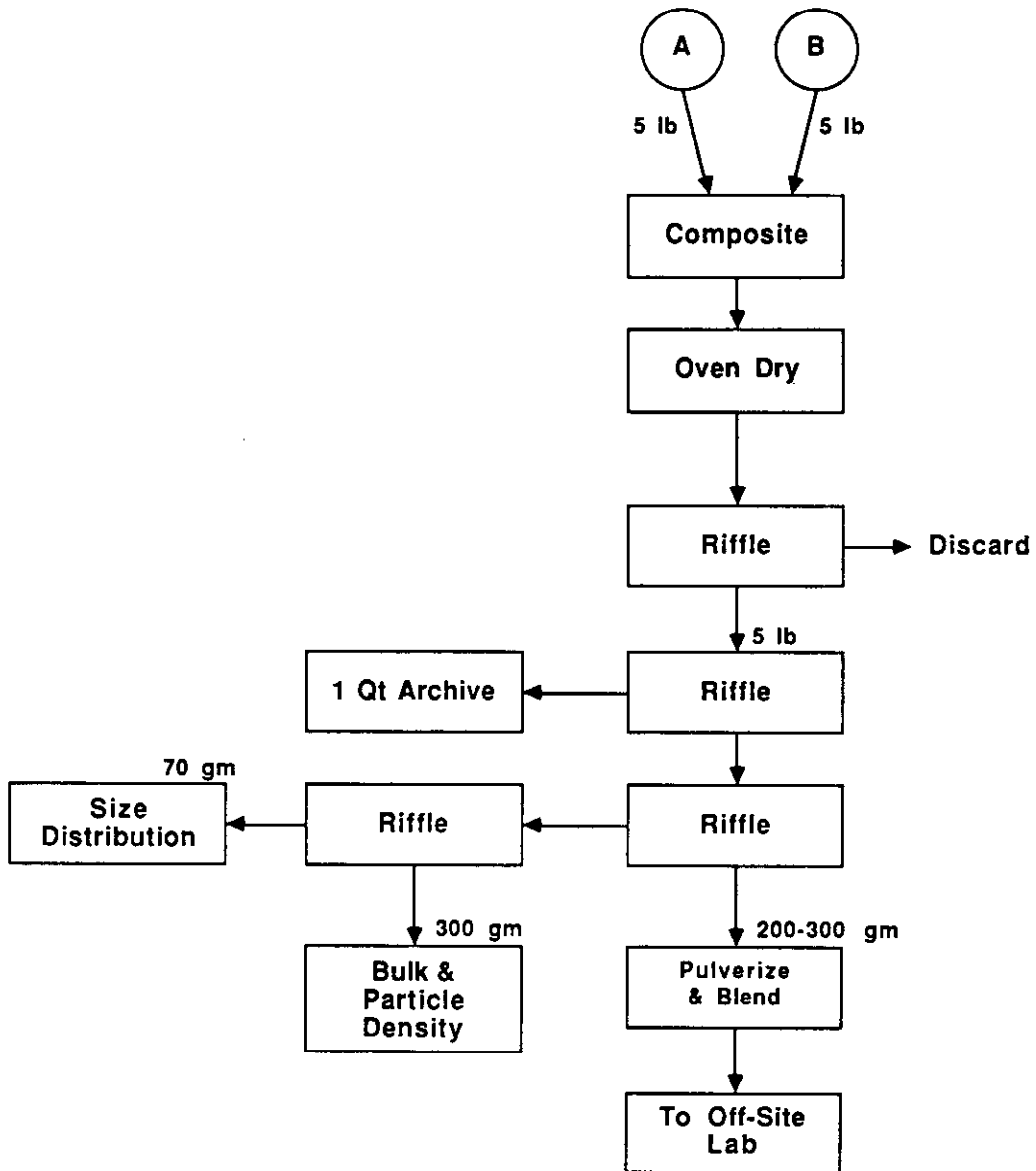 A
B
5 lb
5 lb
Composite
Oven Dry
Riffle
Discard
5 lb
1 Qt Archive
Riffle
70 gm
Size
Distribution
Riffle
Riffle
300 gm
200-300 gm
Bulk &
Particle
Density
Pulverize
& Blend
To Off-Site
Lab